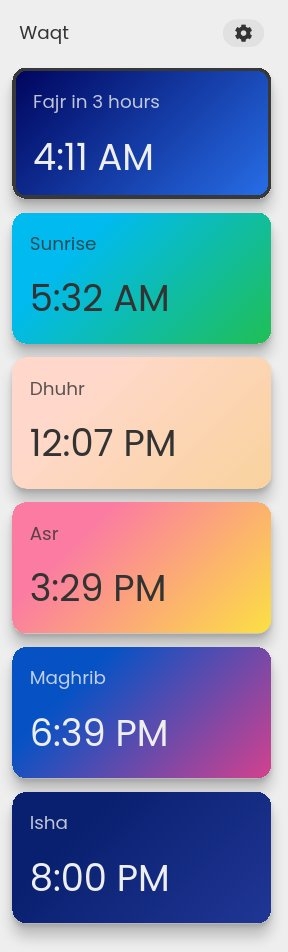 Waqt
Fajr in 3 hours
4:11 AM
Sunrise
5:32 AM
Dhuhr
12:07 PM
Asr
3:29 PM
Maghrib
6:39 PM
Isha
8:00 PM